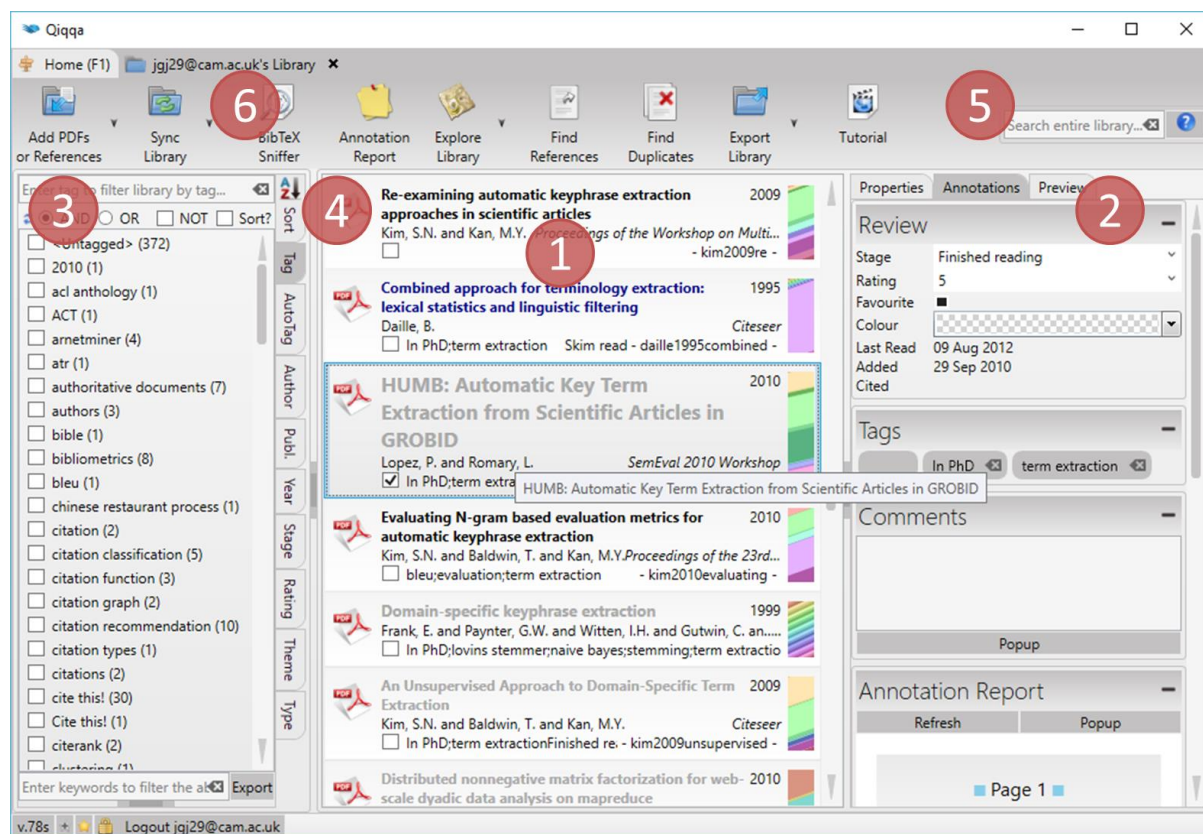 Qiqqa
Home (F1) jgj29@cam.ac.uk's Library
Add PDFs
or References
Sync
Library
6
BibTeX
Sniffer
Annotation
Report
Explore
Library
Find
References
Find
Duplicates
Export
Library
Tutorial
5
Search entire library...
Enter tag to filter library by tag...
3
AND OR NOT Sort?
<Untagged> (372)
2010 (1)
acl anthology (1)
ACT (1)
arnetminer (4)
atr (1)
authoritative documents (7)
authors (3)
bible (1)
bibliometrics (8)
bleu (1)
chinese restaurant process (1)
citation (2)
citation classification (5)
citation function (3)
citation graph (2)
citation recommendation (10)
citation types (1)
citations (2)
cite this! (30)
Cite this! (1)
citerank (2)
clustering (1)
Enter keywords to filter the ab
Export
Sort
Tag
AutoTag
Author
Publ.
Year
Stage
Rating
Theme
Type
4
1
Re-examining automatic keyphrase extraction 2009
approaches in scientific articles
Kim, S.N. and Kan, M.Y. Proceedings of the Workshop on Multi...
- kim2009re -
Combined approach for terminology extraction: 1995
lexical statistics and linguistic filtering
Daille, B. Citeseer
In PhD;term extraction Skim read - daille1995combined -
HUMB: Automatic Key Term 2010
Extraction from Scientific Articles in
GROBID
Lopez, P. and Romary, L. SemEval 2010 Workshop
In PhD;term extra
HUMB: Automatic Key Term Extraction from Scientific Articles in GROBID
Evaluating N-gram based evaluation metrics for 2010
automatic keyphrase extraction
Kim, S.N. and Baldwin, T. and Kan, M.Y.Proceedings of the 23rd...
bleu;evaluation;term extraction - kim2010evaluating -
Domain-specific keyphrase extraction 1999
Frank, E. and Paynter, G.W. and Witten, I.H. and Gutwin, C. an.....
In PhD;lovins stemmer;naive bayes;stemming;term extractio
An Unsupervised Approach to Domain-Specific Term 2009
Extraction
Kim, S.N. and Baldwin, T. and Kan, M.Y. Citeseer
In PhD;term extractionFinished re. - kim2009unsupervised -
Distributed nonnegative matrix factorization for web- 2010
scale dyadic data analysis on mapreduce
Properties Annotations Preview
2
Review
Stage Finished reading
Rating 5
Favourite
Colour
Last Read 09 Aug 2012
Added 29 Sep 2010
Cited
Tags
In PhD term extraction
Comments
Popup
Annotation Report
Refresh Popup
Page 1
v.78s + Logout jgj29@cam.ac.uk